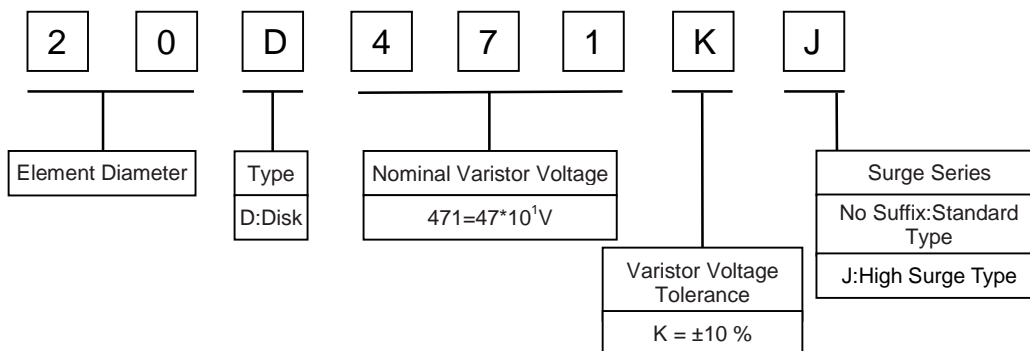 2 0 D 4 7 1 K J
Element Diameter
Type
D:Disk
Nominal Varistor Voltage
471=47*10¹V
Varistor Voltage
Tolerance
K = ±10 %
Surge Series
No Suffix:Standard
Type
J:High Surge Type